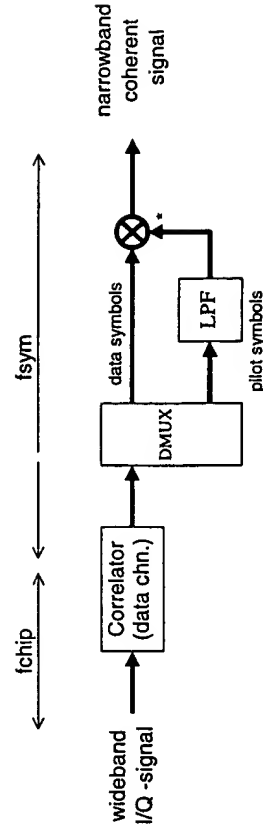 fchip
fsym
wideband
I/Q -signal
Correlator
(data chn.)
DMUX
data symbols
LPF
pilot symbols
*
narrowband
coherent
signal